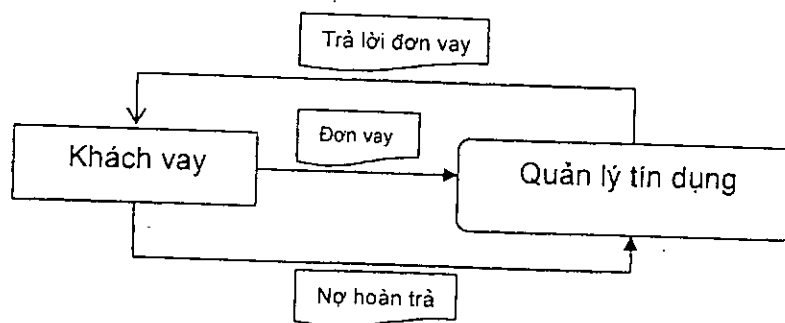 Trả lời đơn vay
Đơn vay
Khách vay
Quản lý tín dụng
Nợ hoàn trả